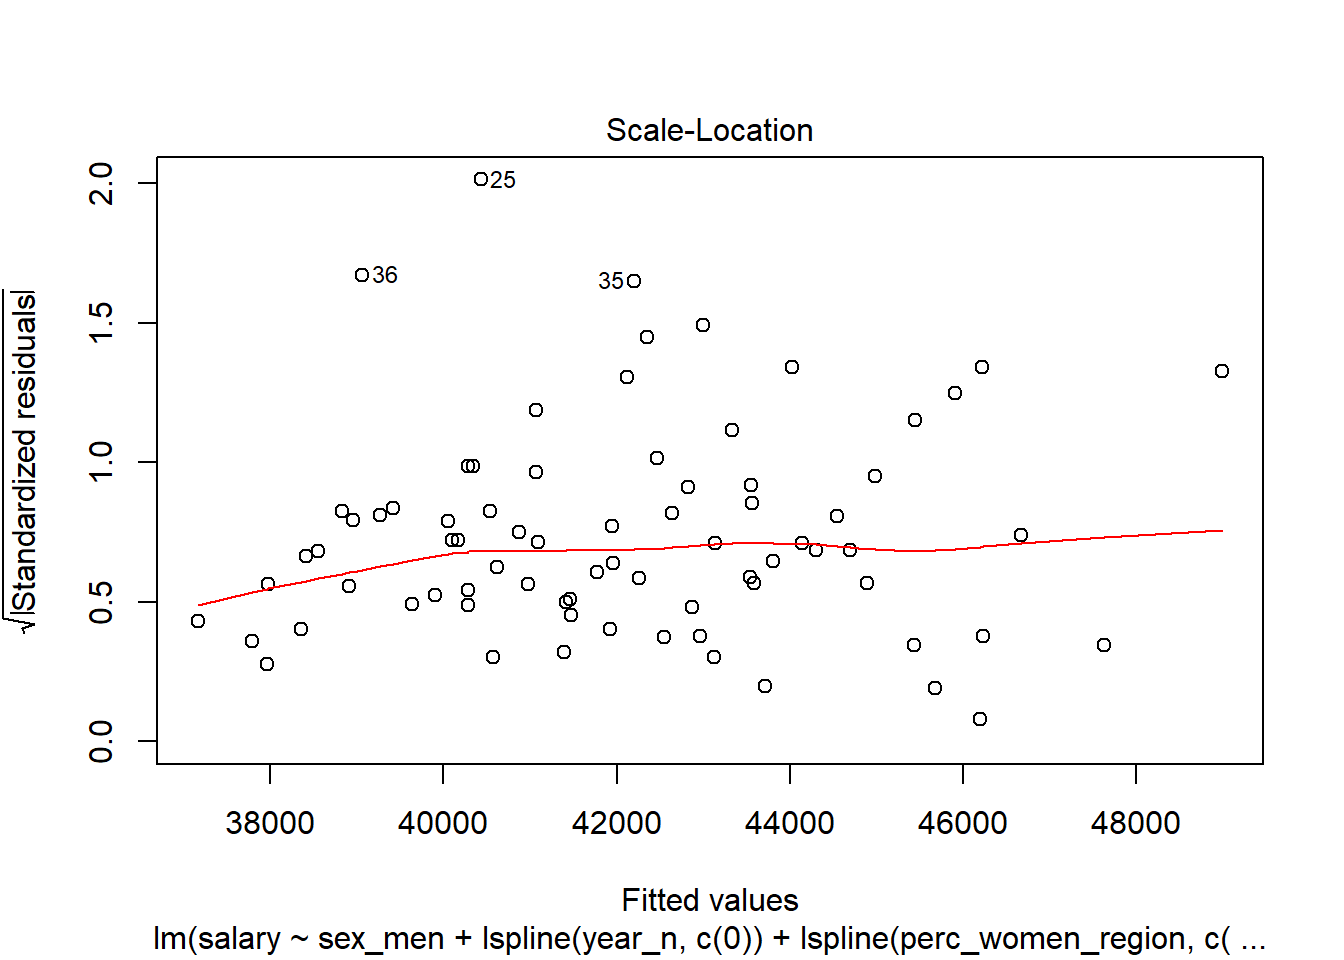 Scale-Location
√|Standardized residuals|
2.0
1.5
1.0
0.5
0.0
25
36
35
38000 40000 42000 44000 46000 48000
Fitted values
lm(salary ~ sex_men + lspline(year_n, c(0)) + lspline(perc_women_region, c( ...